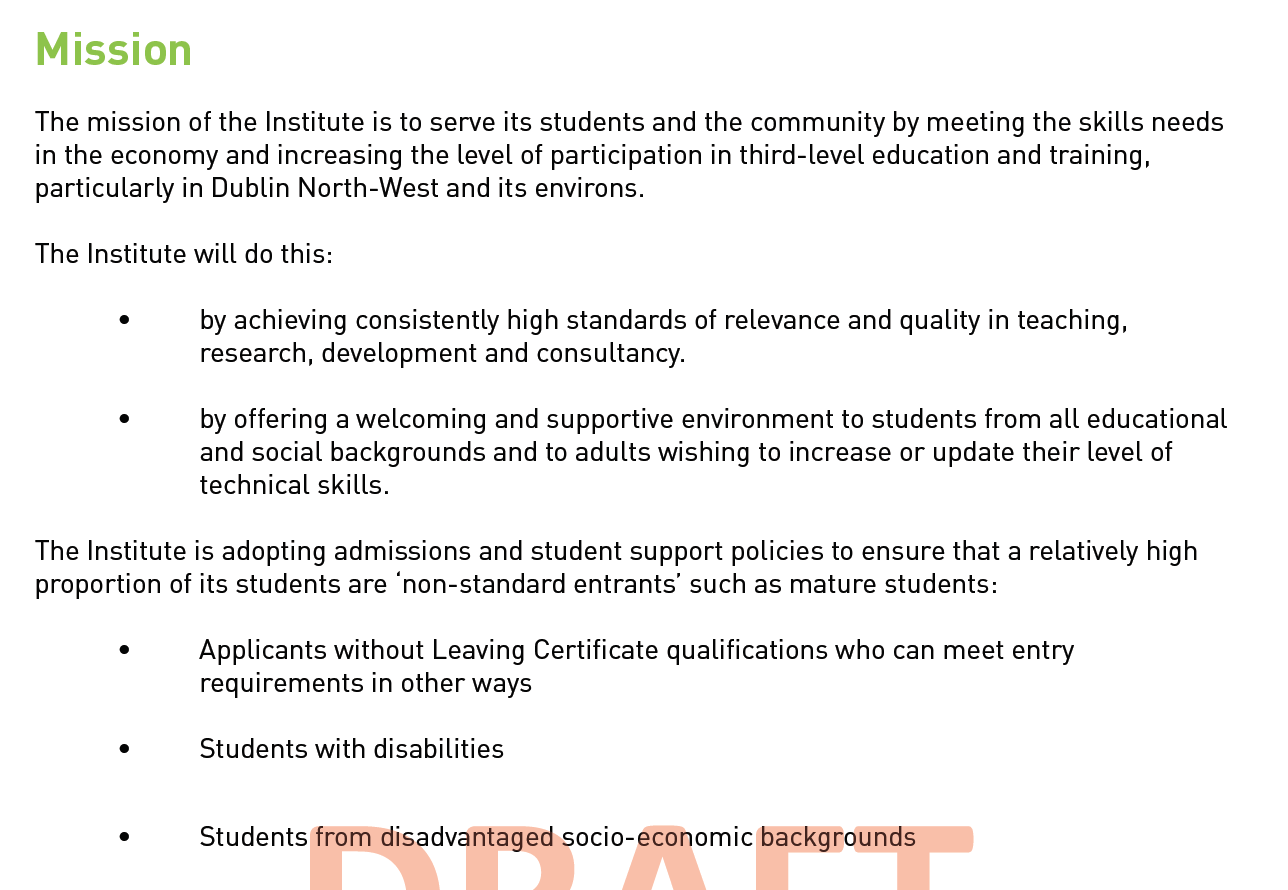 Mission
The mission of the Institute is to serve its students and the community by meeting the skills needs
in the economy and increasing the level of participation in third-level education and training,
particularly in Dublin North-West and its environs.
The Institute will do this:
• by achieving consistently high standards of relevance and quality in teaching,
research, development and consultancy.
• by offering a welcoming and supportive environment to students from all educational
and social backgrounds and to adults wishing to increase or update their level of
technical skills.
The Institute is adopting admissions and student support policies to ensure that a relatively high
proportion of its students are ‘non-standard entrants’ such as mature students:
• Applicants without Leaving Certificate qualifications who can meet entry
requirements in other ways
• Students with disabilities
• Students from disadvantaged socio-economic backgrounds
DRAFT